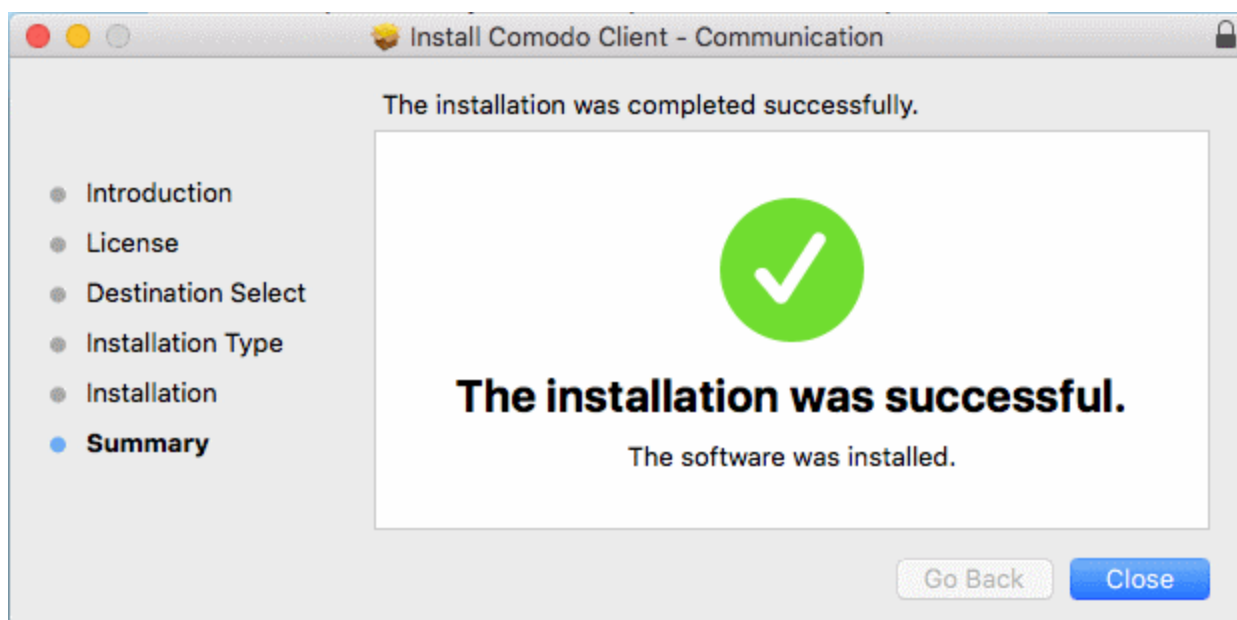 Install Comodo Client - Communication
The installation was completed successfully.
Introduction
License
Destination Select
Installation Type
Installation
Summary
The installation was successful.
The software was installed.
Go Back
Close